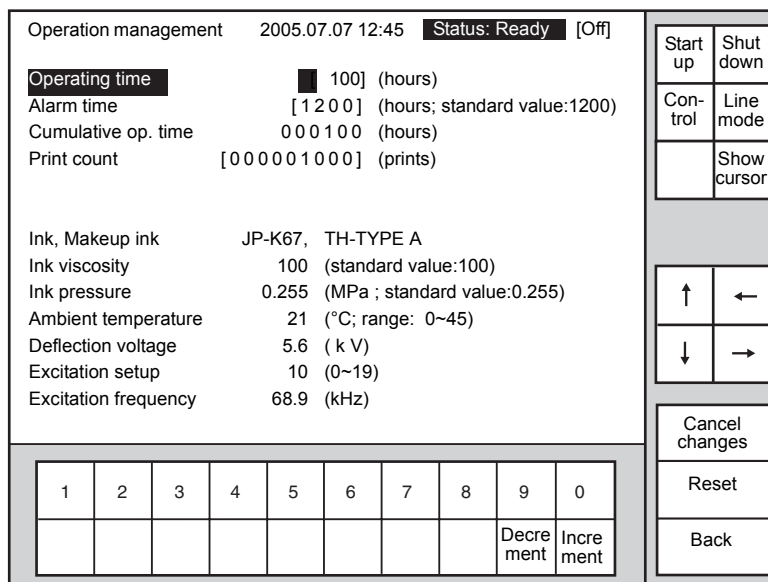 Operation management 2005.07.07 12:45 Status: Ready [Off]
Operating time [ 100] (hours)
Alarm time [1200] (hours; standard value:1200)
Cumulative op. time 000100 (hours)
Print count [000001000] (prints)
Ink, Makeup ink JP-K67, TH-TYPE A
Ink viscosity 100 (standard value:100)
Ink pressure 0.255 (MPa ; standard value:0.255)
Ambient temperature 21 (°C; range: 0~45)
Deflection voltage 5.6 ( k V)
Excitation setup 10 (0~19)
Excitation frequency 68.9 (kHz)
1 2 3 4 5 6 7 8 9 0
Decre
ment
Incre
ment
Start
up
Shut
down
Con-
trol
Line
mode
Show
cursor
↑ ←
↓ →
Cancel
changes
Reset
Back